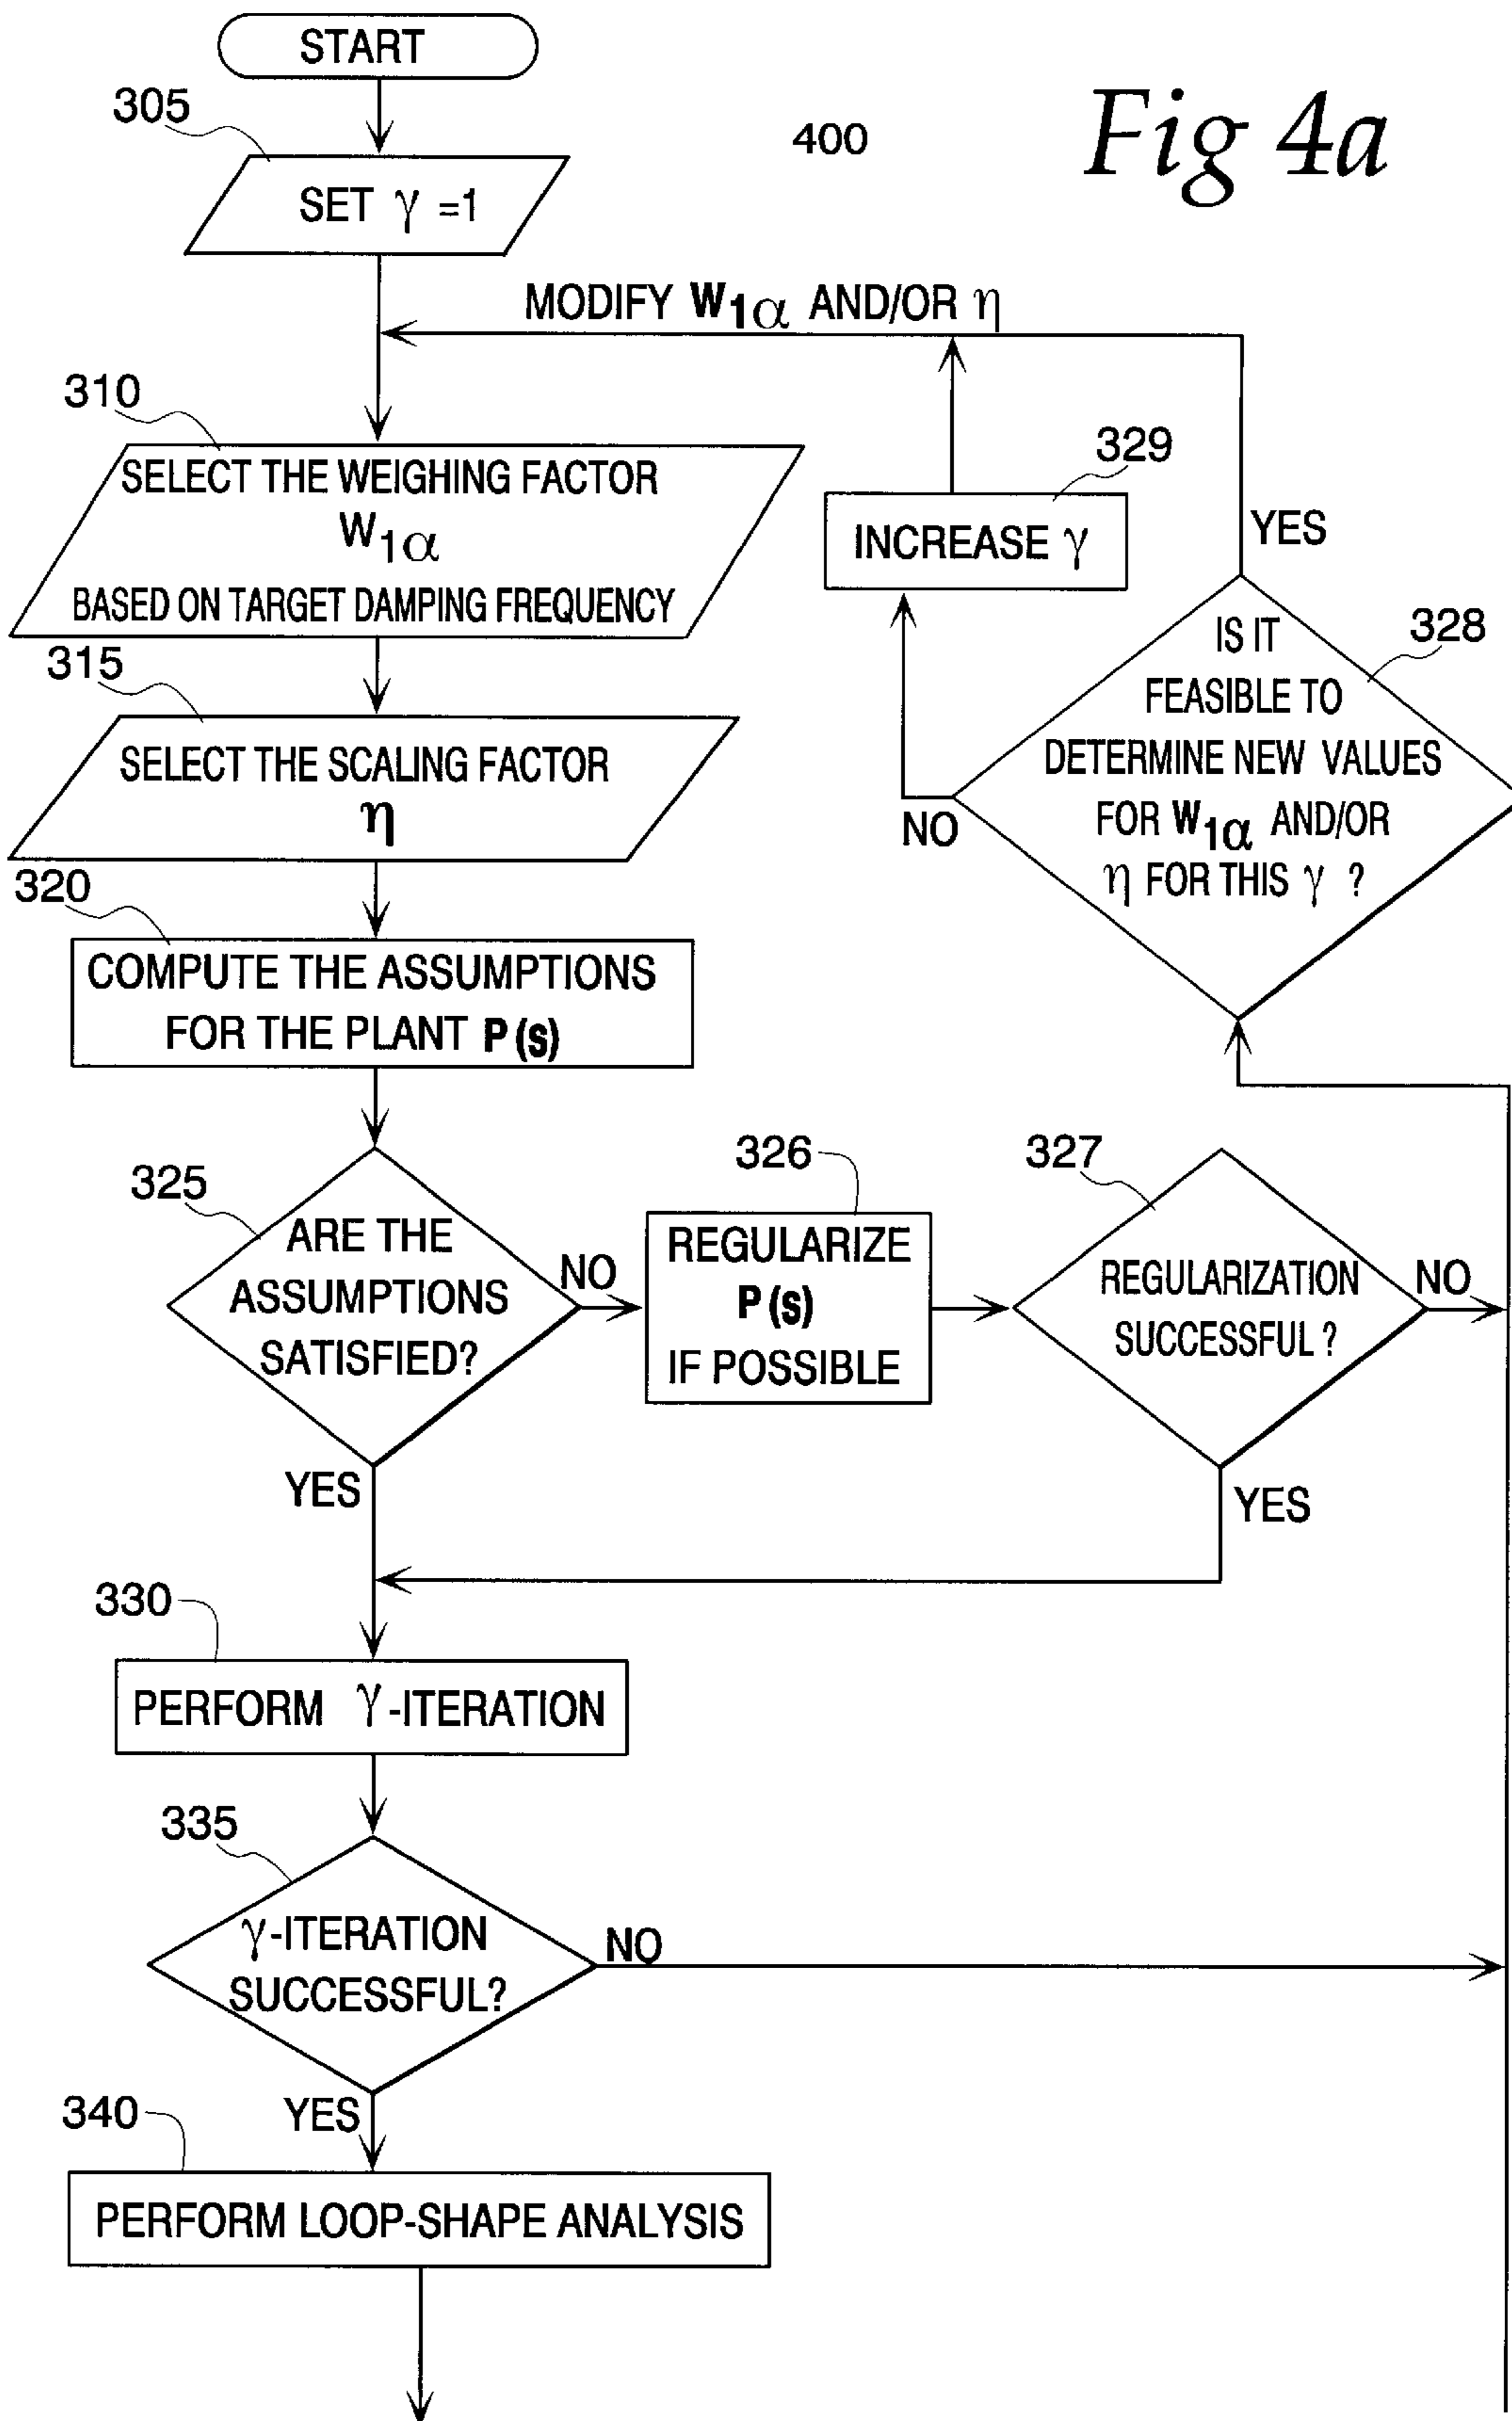 START
Fig 4a
400
305
SET γ =1
MODIFY W1α AND/OR η
310
SELECT THE WEIGHING FACTOR
W1α
BASED ON TARGET DAMPING FREQUENCY
329
INCREASE γ
YES
328
IS IT
FEASIBLE TO
DETERMINE NEW VALUES
FOR W1α AND/OR
η FOR THIS γ ?
NO
315
SELECT THE SCALING FACTOR
η
320
COMPUTE THE ASSUMPTIONS
FOR THE PLANT P(s)
325
ARE THE
ASSUMPTIONS
SATISFIED?
NO
326
REGULARIZE
P(s)
IF POSSIBLE
327
REGULARIZATION
SUCCESSFUL ?
NO
YES
YES
330
PERFORM γ-ITERATION
335
γ-ITERATION
SUCCESSFUL?
NO
YES
340
PERFORM LOOP-SHAPE ANALYSIS